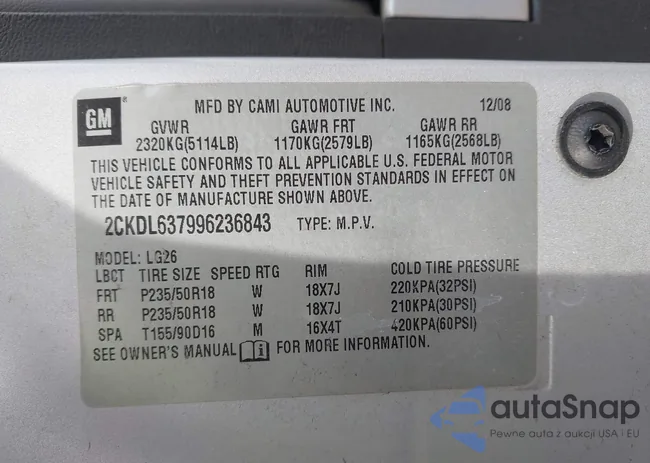 GM
MFD BY CAMI AUTOMOTIVE INC. 12/08
GVWR GAWR FRT GAWR RR
2320KG(5114LB) 1170KG(2579LB) 1165KG(2568LB)
THIS VEHICLE CONFORMS TO ALL APPLICABLE U.S. FEDERAL MOTOR
VEHICLE SAFETY AND THEFT PREVENTION STANDARDS IN EFFECT ON
THE DATE OF MANUFACTURE SHOWN ABOVE.
2CKDL637996236843 TYPE: M.P.V.
MODEL: LG26
LBCT TIRE SIZE SPEED RTG RIM COLD TIRE PRESSURE
FRT P235/50R18 W 18X7J 220KPA(32PSI)
RR P235/50R18 W 18X7J 210KPA(30PSI)
SPA T155/90D16 M 16X4T 420KPA(60PSI)
SEE OWNER'S MANUAL i FOR MORE INFORMATION.
autaSnap
Pewne auta z aukcji USA i EU